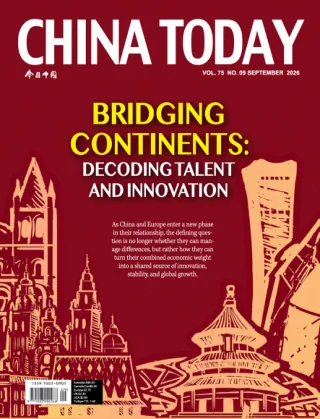 CHINA TODAY
今日中国
VOL. 75 NO. 09 SEPTEMBER 2026
BRIDGING
CONTINENTS:
DECODING TALENT
AND INNOVATION
As China and Europe enter a new phase
in their relationship, the defining ques-
tion is no longer whether they can man-
age differences, but rather how they can
turn their combined economic weight
into a shared source of innovation,
stability, and global growth.